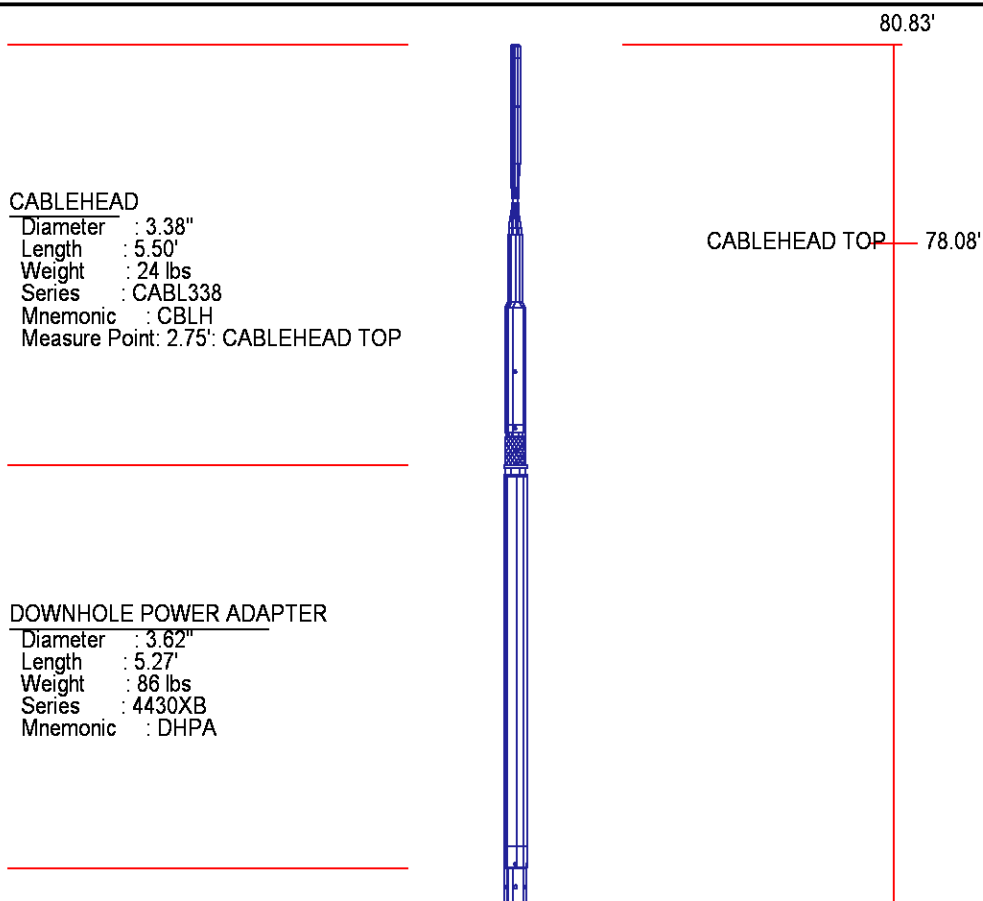 80.83'
CABLEHEAD
Diameter : 3.38"
Length : 5.50'
Weight : 24 lbs
Series : CABL338
Mnemonic : CBLH
Measure Point: 2.75': CABLEHEAD TOP
CABLEHEAD TOP 78.08'
DOWNHOLE POWER ADAPTER
Diameter : 3.62"
Length : 5.27'
Weight : 86 lbs
Series : 4430XB
Mnemonic : DHPA